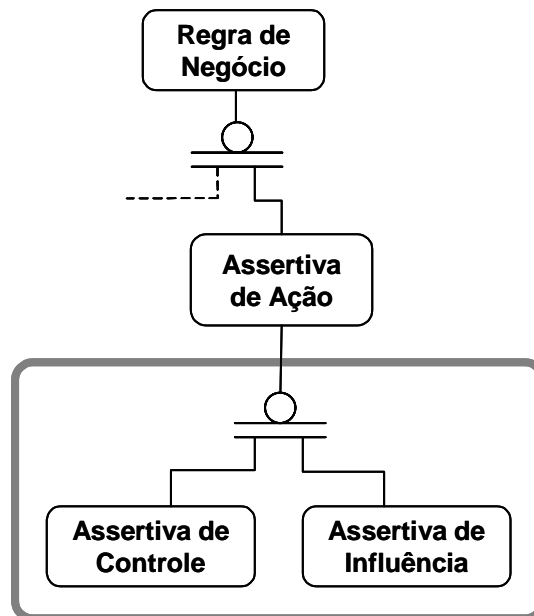 Regra de
Negócio
Assertiva
de Ação
Assertiva de
Controle
Assertiva de
Influência